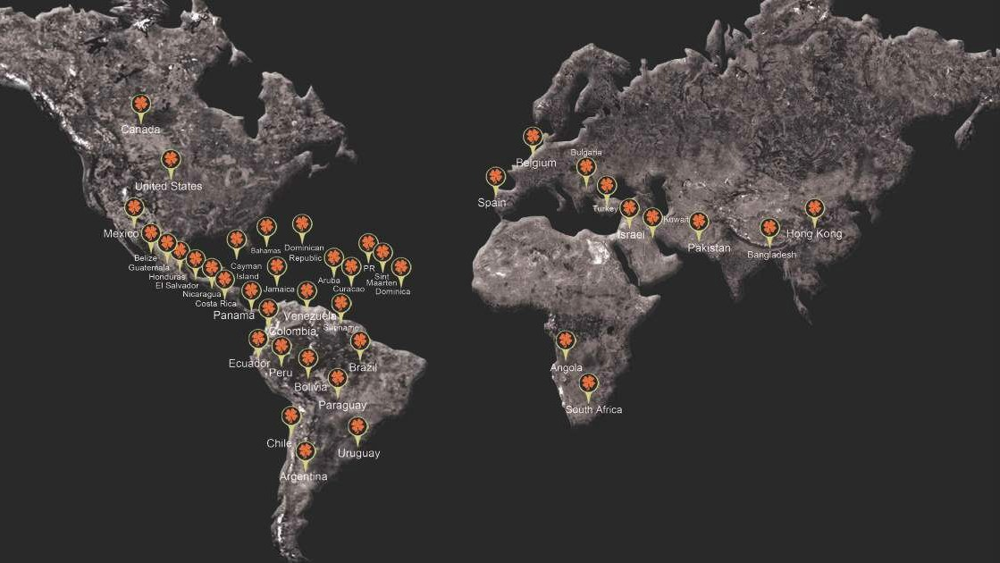 Canada
United States
Mexico
Belize
Guatemala
Honduras
El Salvador
Nicaragua
Costa Rica
Panama
Cayman
Island
Bahamas
Dominican
Republic
Jamaica
Aruba
Curacao
PR
Sint
Maarten
Dominica
Venezuela
Suriname
Colombia
Ecuador
Peru
Brazil
Bolivia
Paraguay
Chile
Uruguay
Argentina
Belgium
Spain
Bulgaria
Turkey
Israel
Kuwait
Pakistan
Bangladesh
Hong Kong
Angola
South Africa